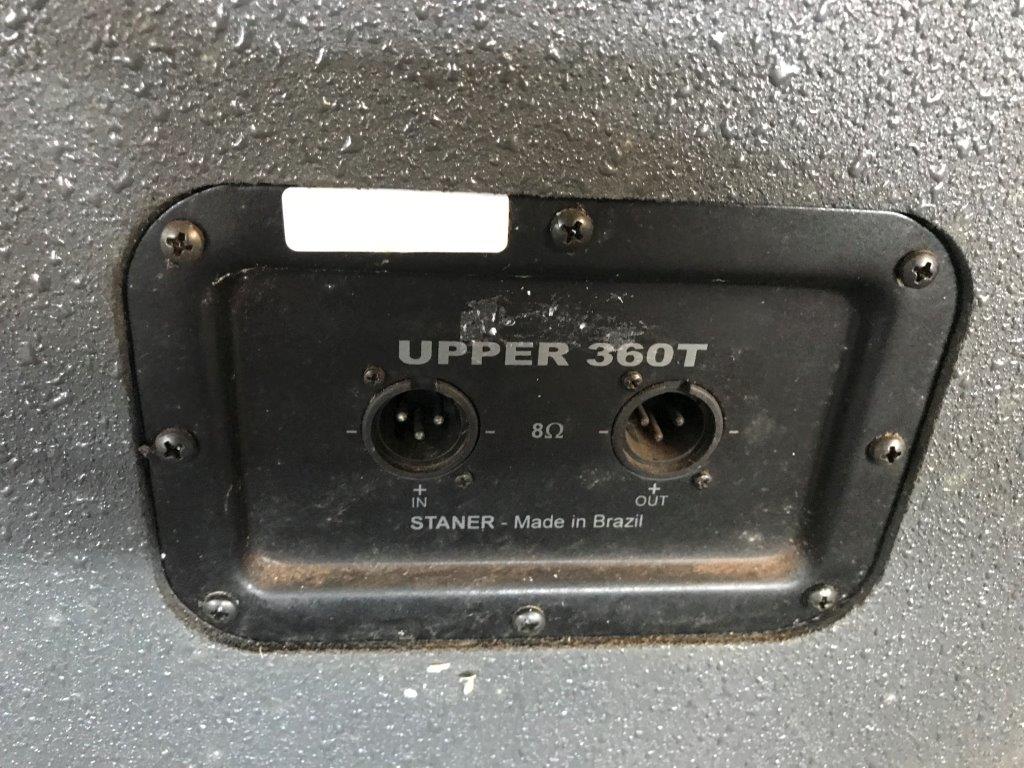 UPPER 360T
- - 8Ω - -
+ +
IN OUT
STANER - Made in Brazil